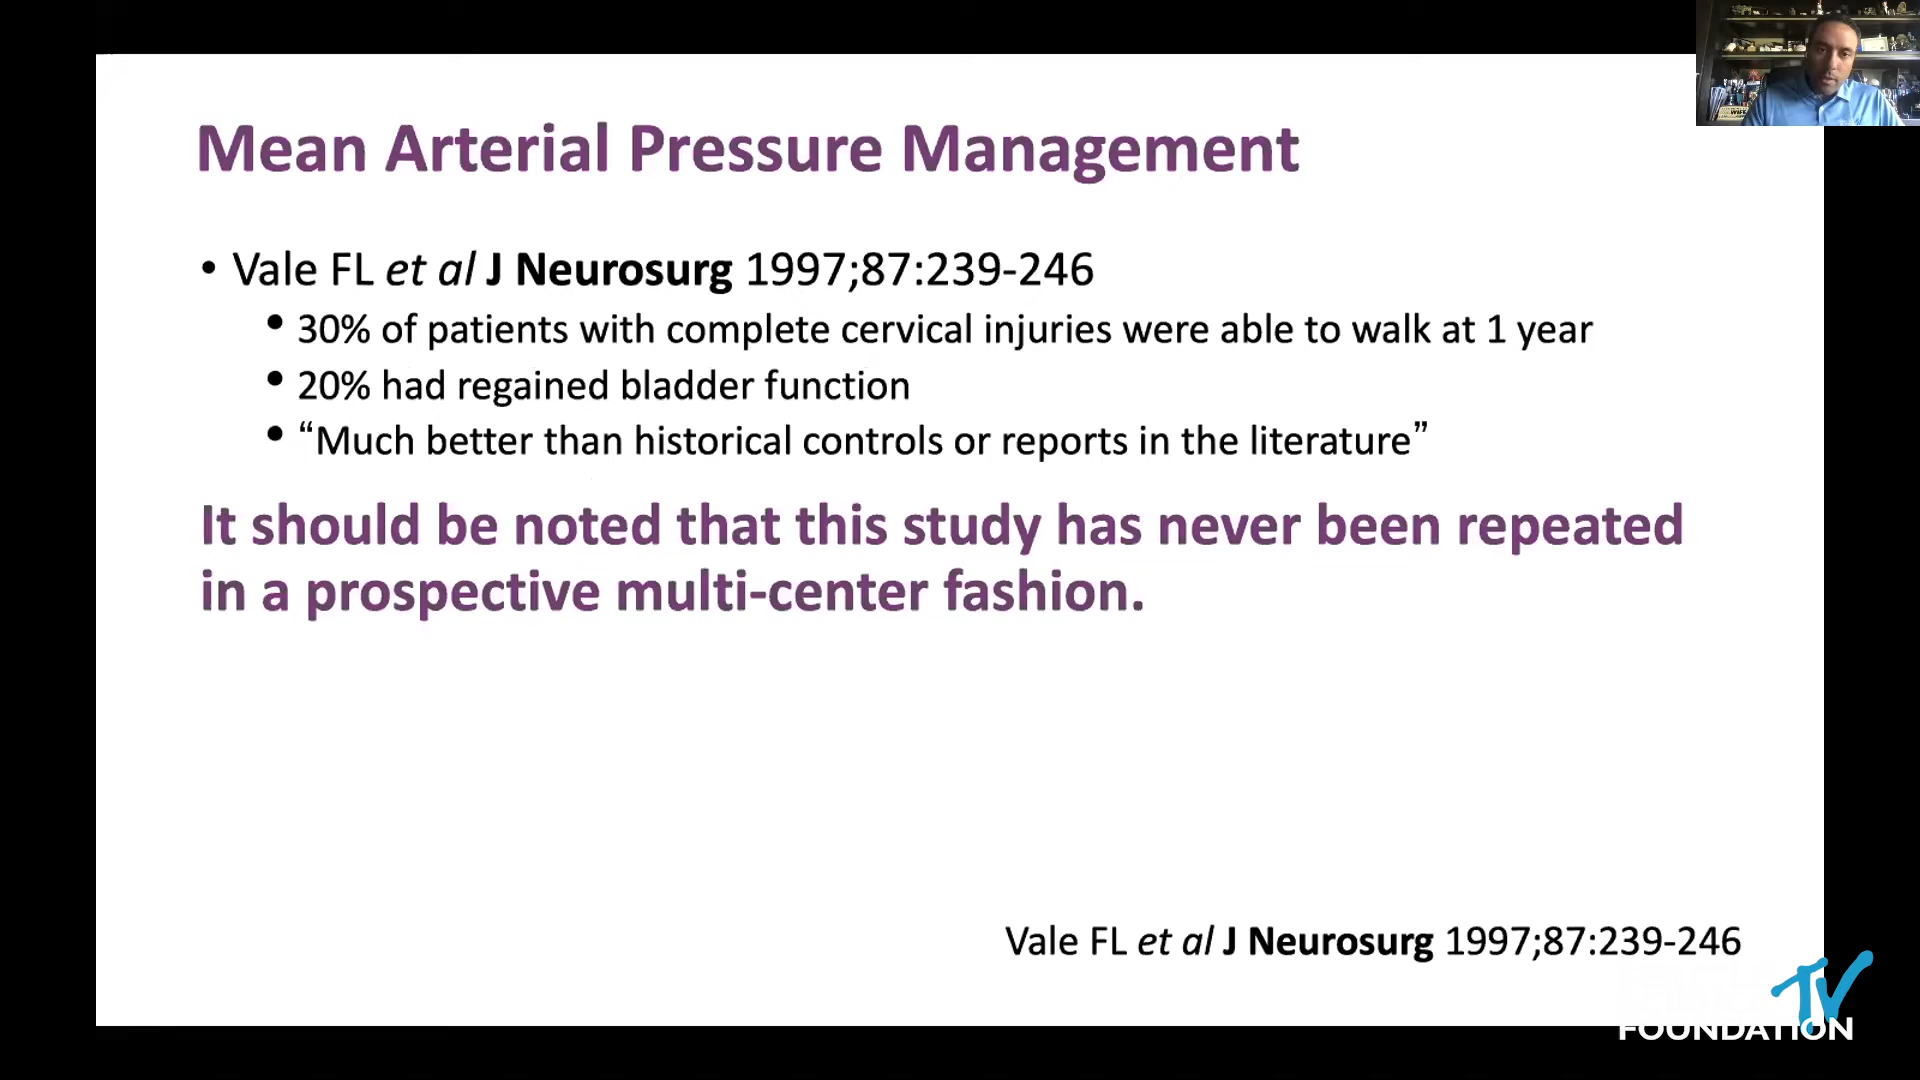 Mean Arterial Pressure Management
• Vale FL et al J Neurosurg 1997;87:239-246
• 30% of patients with complete cervical injuries were able to walk at 1 year
• 20% had regained bladder function
• “Much better than historical controls or reports in the literature”
It should be noted that this study has never been repeated
in a prospective multi-center fashion.
Vale FL et al J Neurosurg 1997;87:239-246
TV
FOUNDATION